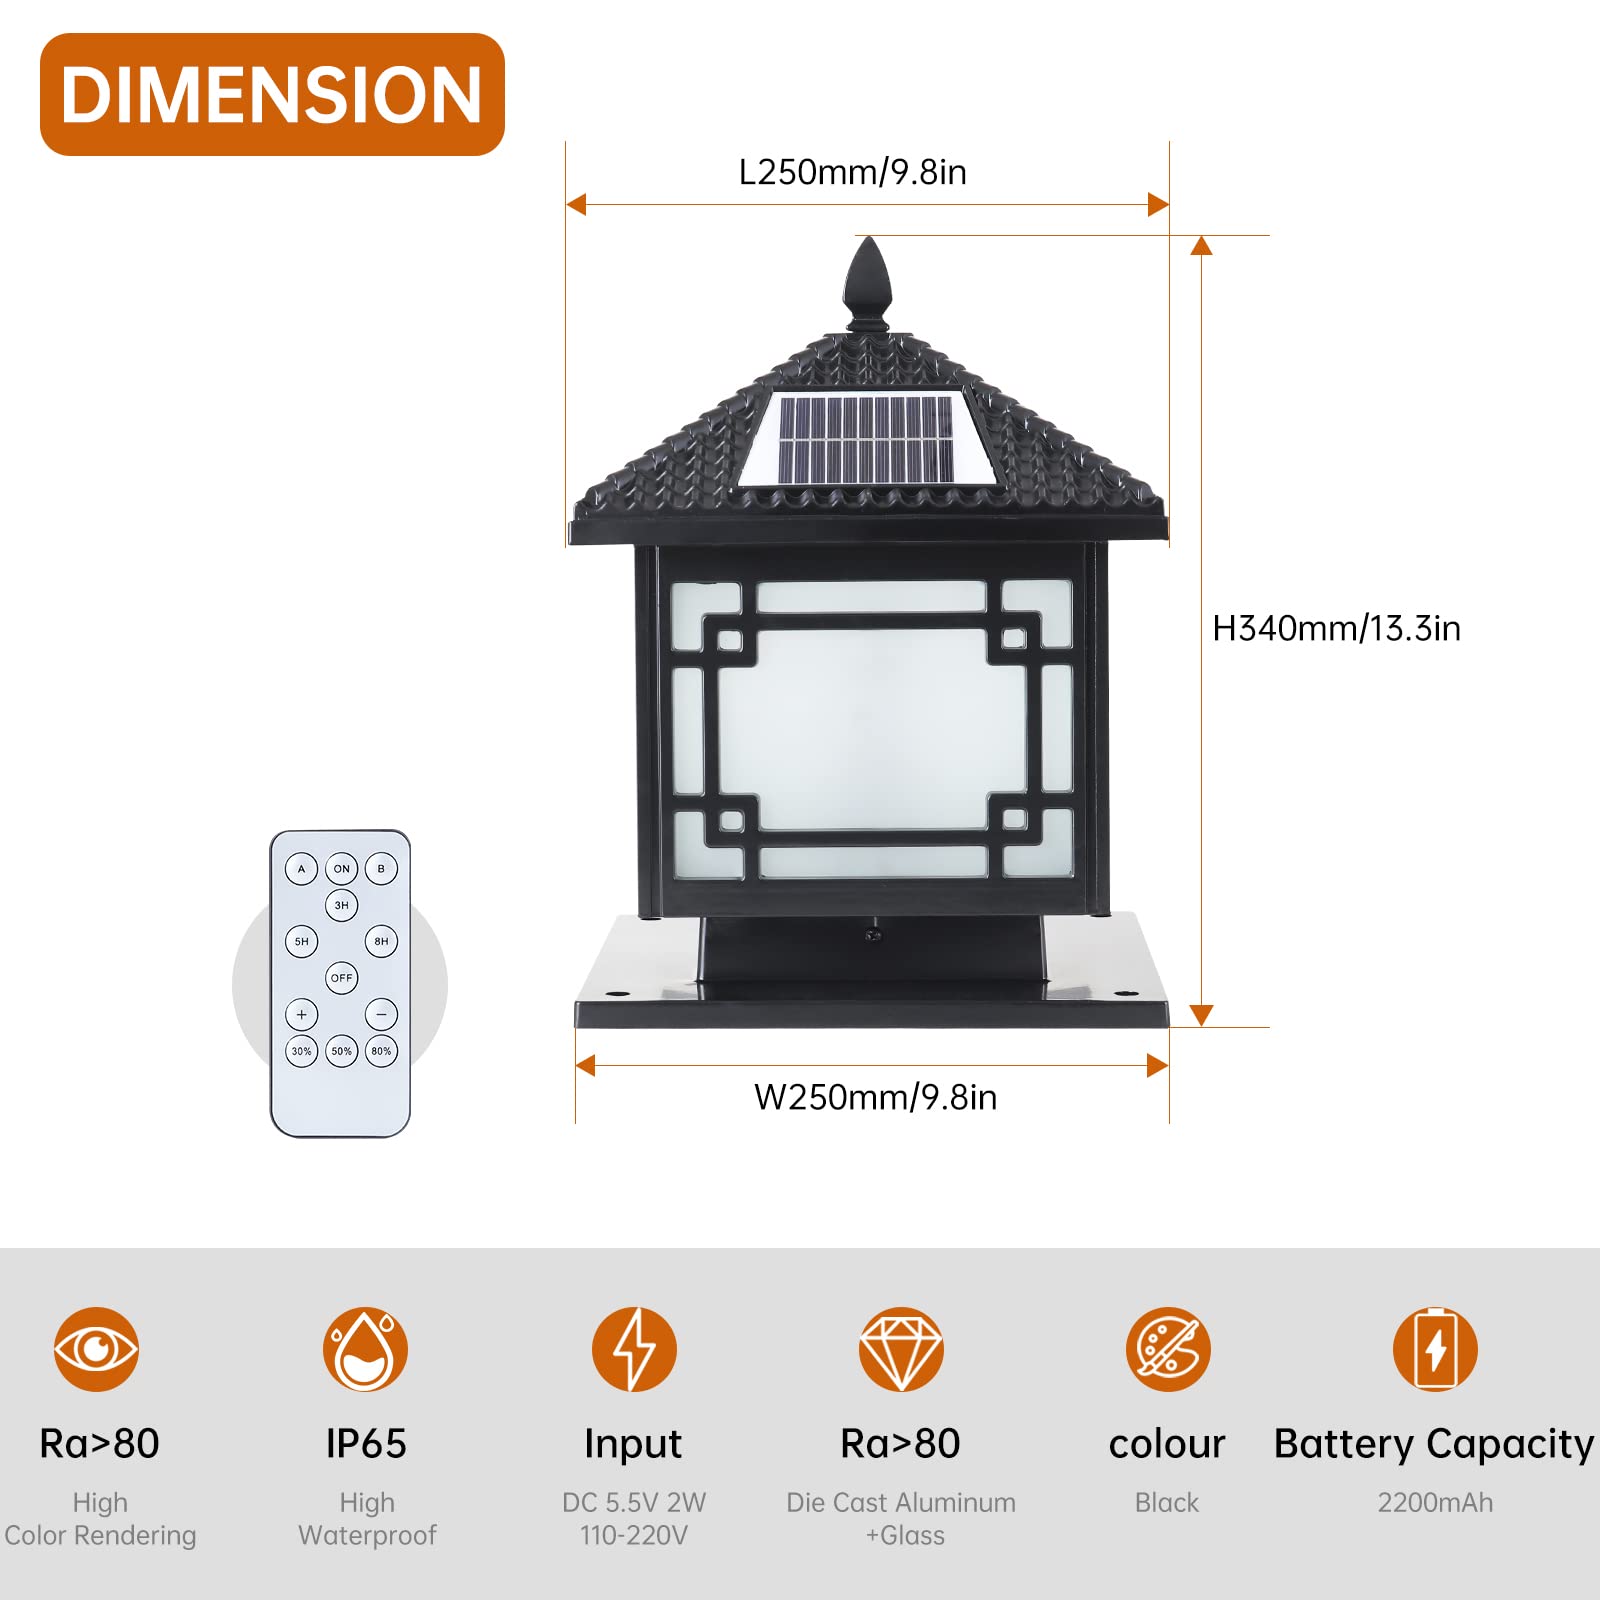 DIMENSION
L250mm/9.8in
H340mm/13.3in
A ON B
3H
5H 8H
OFF
+ −
30% 50% 80%
W250mm/9.8in
Ra>80
High
Color Rendering
IP65
High
Waterproof
Input
DC 5.5V 2W
110-220V
Ra>80
Die Cast Aluminum
+Glass
colour
Black
Battery Capacity
2200mAh